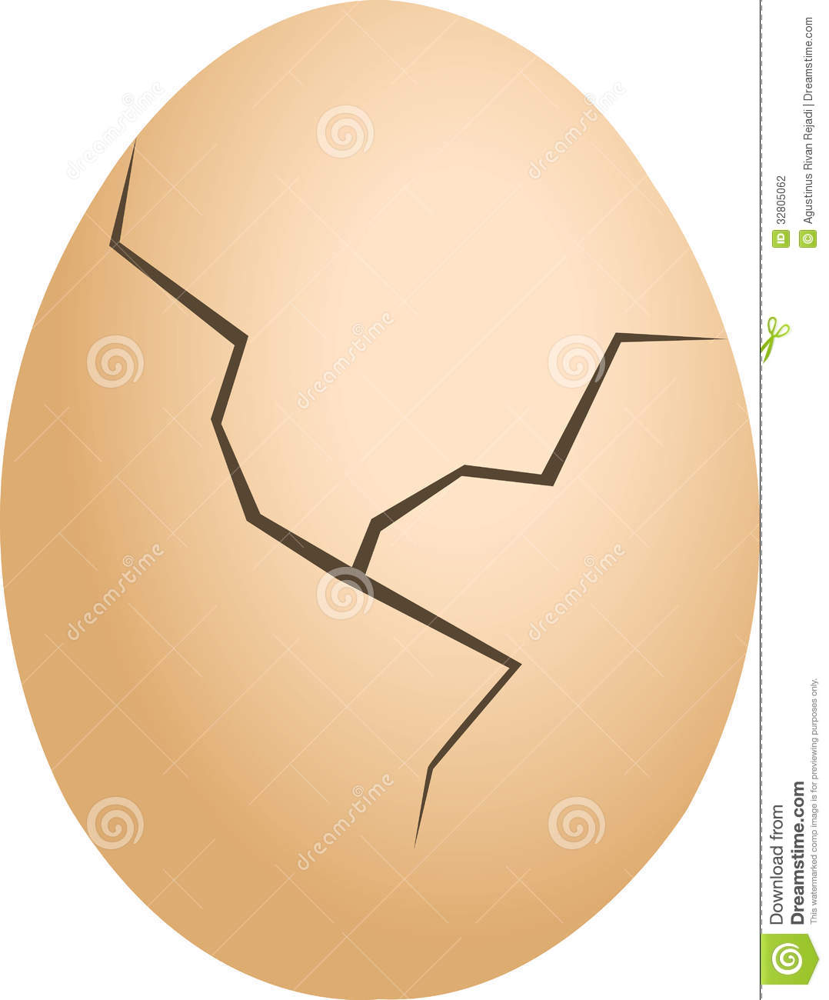 dreamstime
dreamstime
dreamstime
dreamstime
dreamstime
dreamstime
ID 32805062
© Agustinus Rivan Rejadi | Dreamstime.com
Download from
Dreamstime.com
This watermarked comp image is for previewing purposes only.